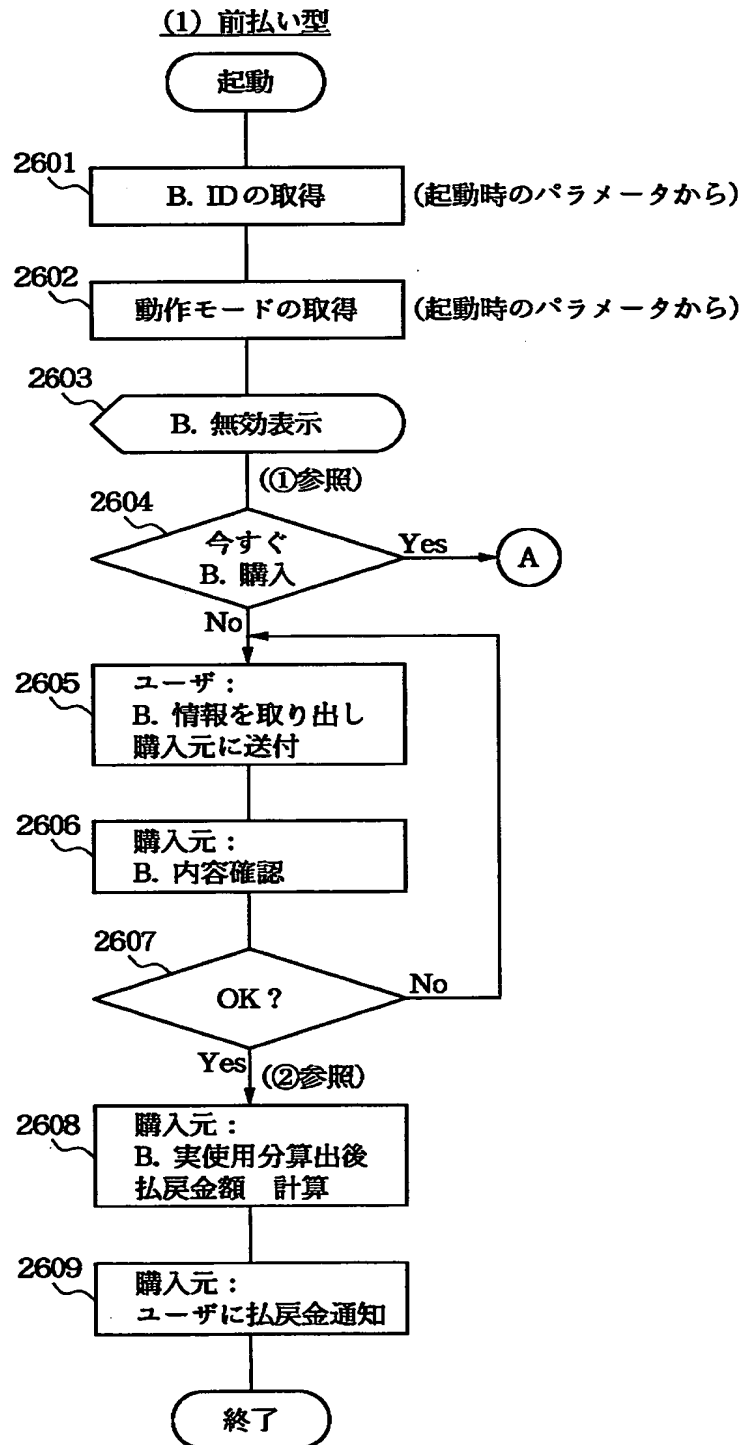 (1) 前払い型
起動
2601
B. IDの取得
(起動時のパラメータから)
2602
動作モードの取得
(起動時のパラメータから)
2603
B. 無効表示
(①参照)
2604
今すぐ
B. 購入
Yes
A
No
2605
ユーザ:
B. 情報を取り出し
購入元に送付
2606
購入元:
B. 内容確認
2607
OK?
No
Yes
(②参照)
2608
購入元:
B. 実使用分算出後
払戻金額 計算
2609
購入元:
ユーザに払戻金通知
終了